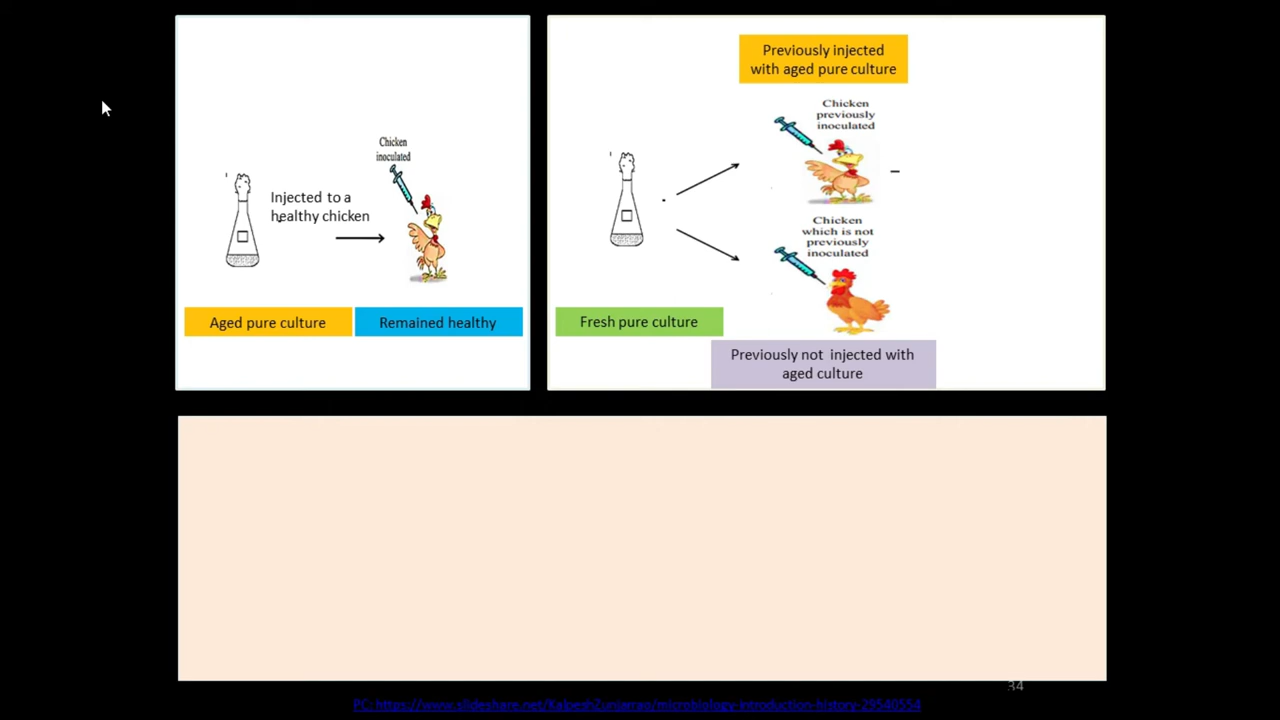 Chicken
inoculated
Injected to a
healthy chicken
Aged pure culture
Remained healthy
Previously injected
with aged pure culture
Chicken
previously
inoculated
Chicken
which is not
previously
inoculated
Fresh pure culture
Previously not injected with
aged culture
34
PC: https://www.slideshare.net/KalpeshZunjarrao/microbiology-introduction-history-29540554